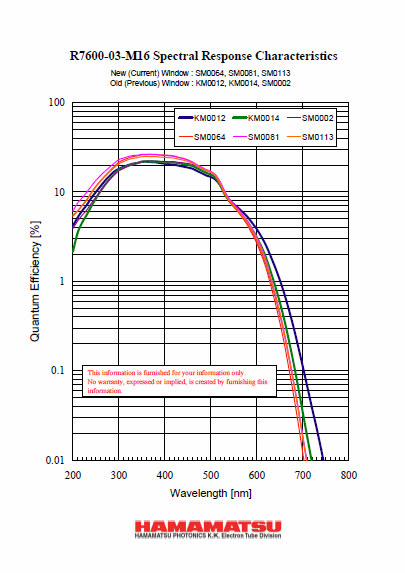 R7600-03-M16 Spectral Response Characteristics
New (Current) Window : SM0064, SM0081, SM0113
Old (Previous) Window : KM0012, KM0014, SM0002
100
KM0012 KM0014 SM0002
SM0064 SM0081 SM0113
10
Quantum Efficiency [%]
1
0.1
This information is furnished for your information only.
No warranty, expressed or implied, is created by furnishing this
information.
0.01
200 300 400 500 600 700 800
Wavelength [nm]
HAMAMATSU
HAMAMATSU PHOTONICS K.K. Electron Tube Division